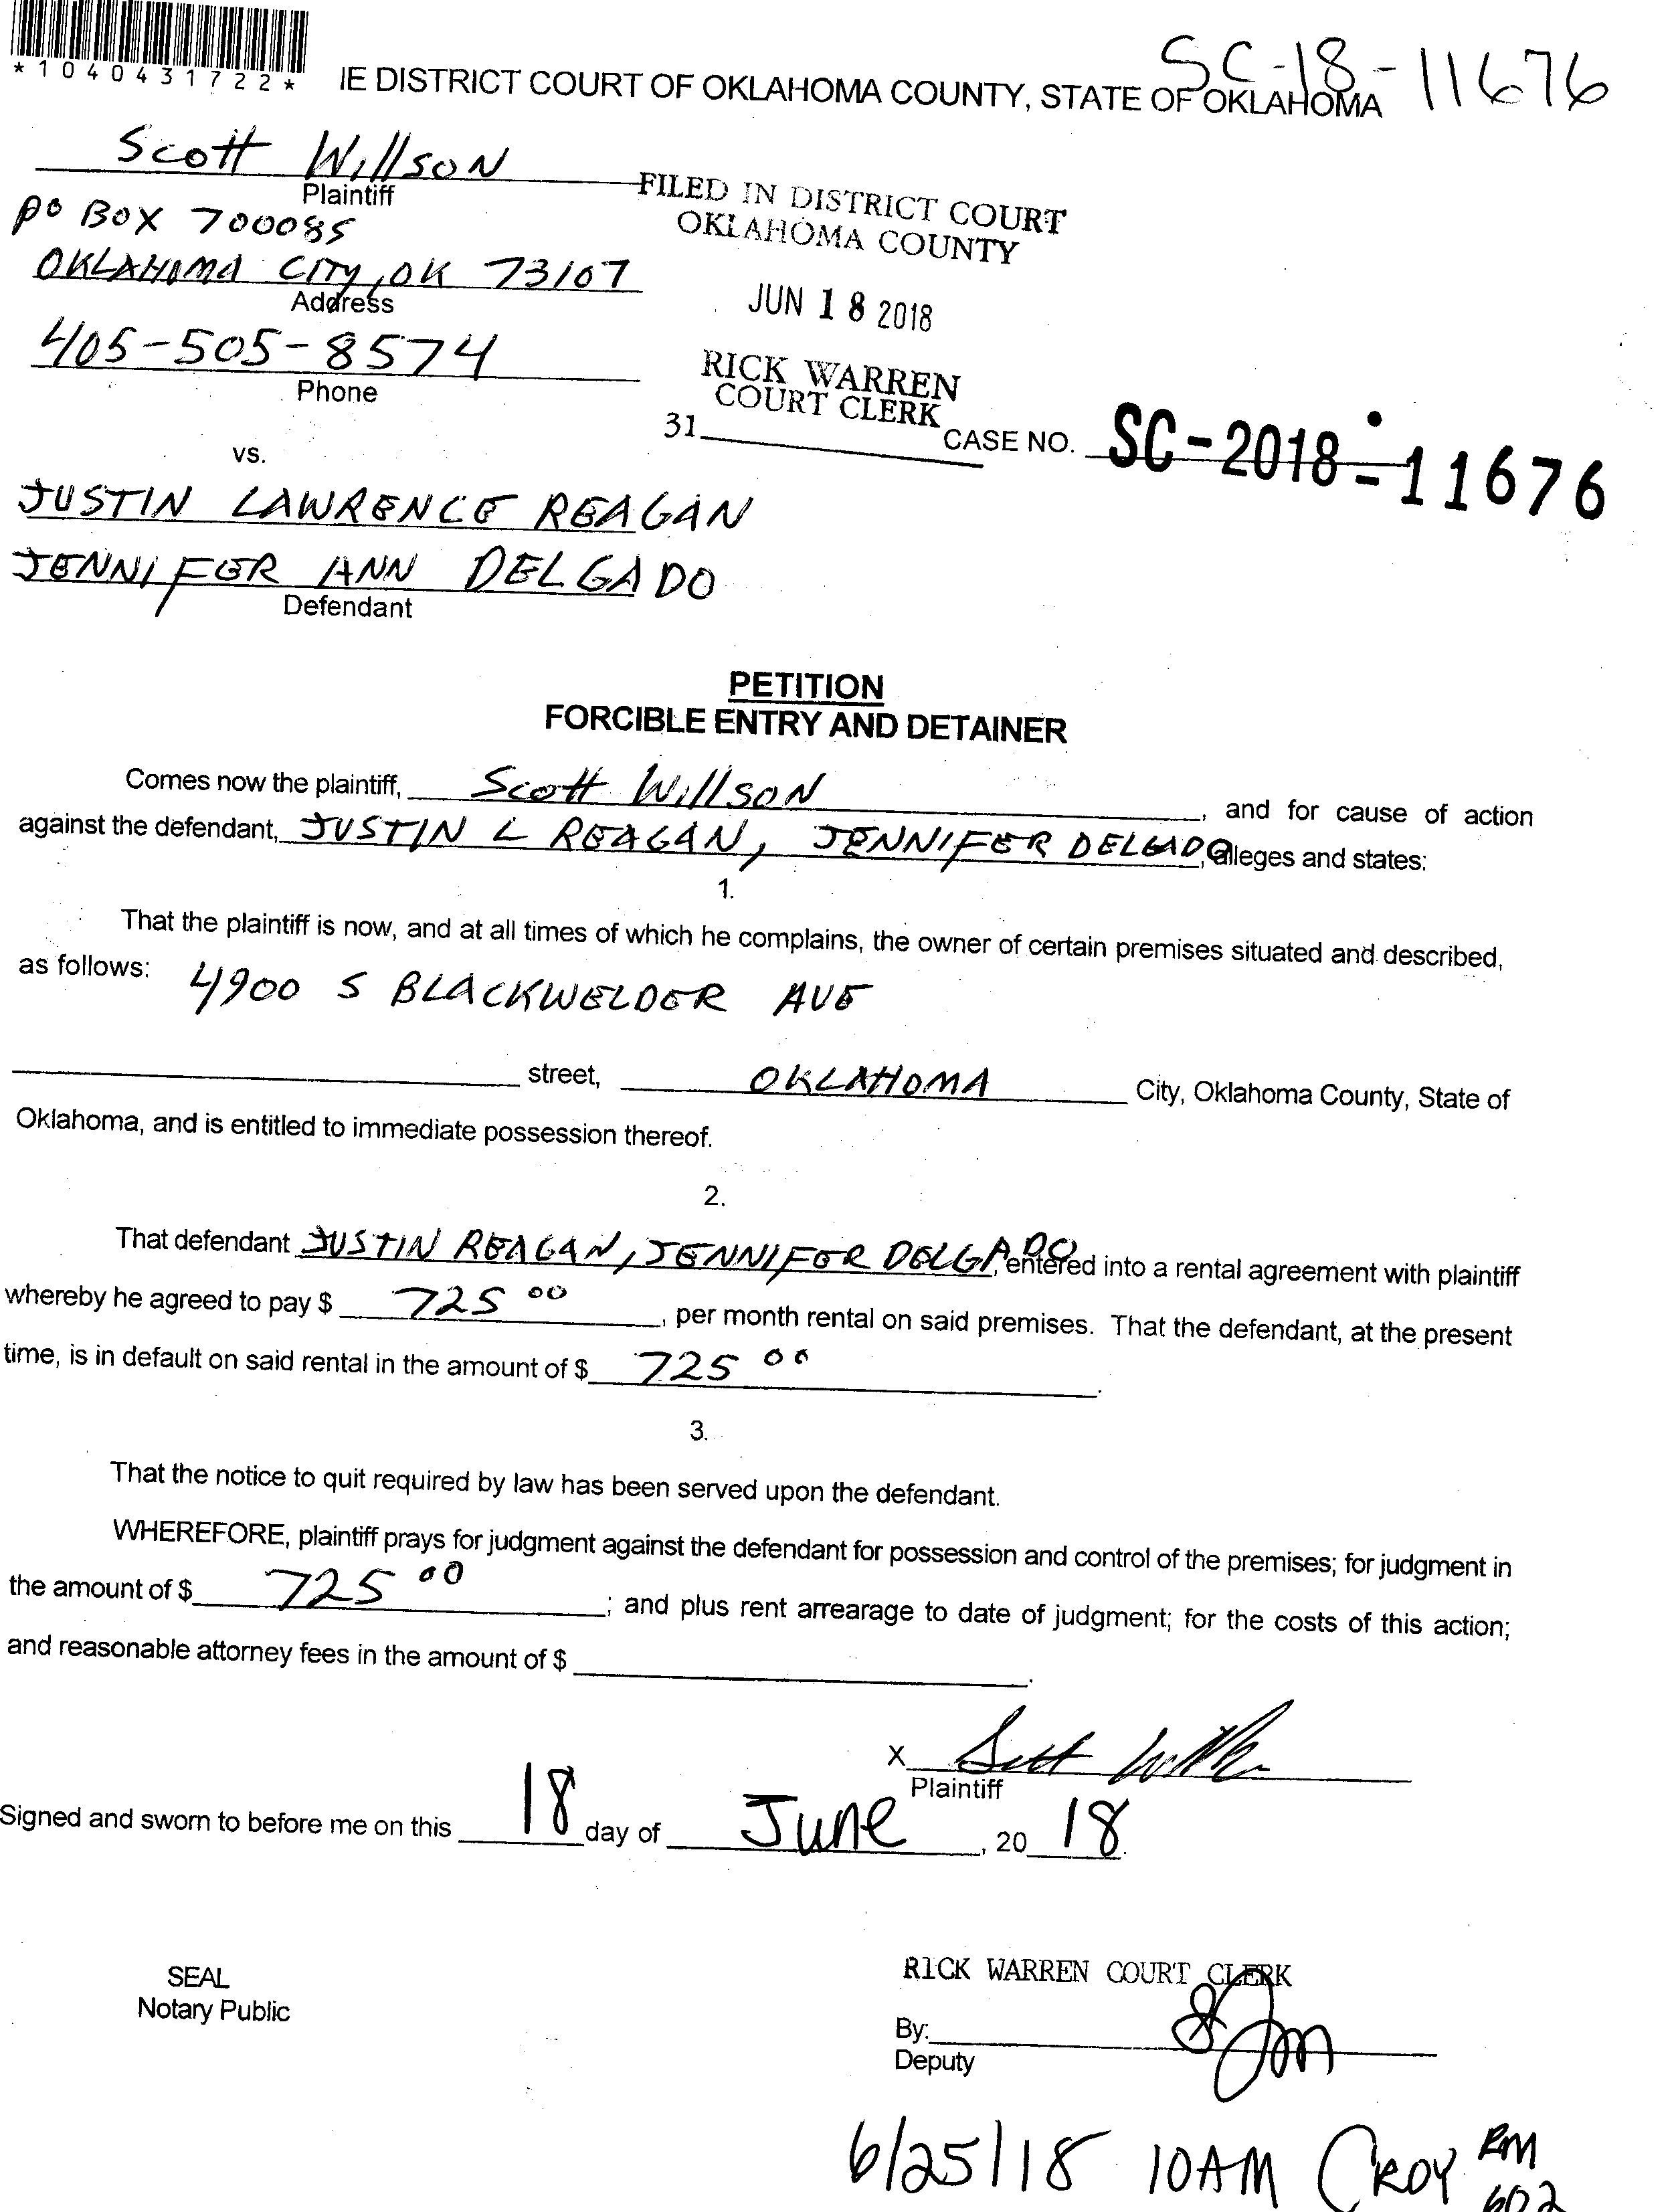 SC-18-11676
*1040431722* IE DISTRICT COURT OF OKLAHOMA COUNTY, STATE OF OKLAHOMA
Scott Willson
Plaintiff
PO BOX 700085
OKLAHOMA CITY, OK 73107
Address
405-505-8574
Phone
FILED IN DISTRICT COURT
OKLAHOMA COUNTY
JUN 18 2018
RICK WARREN
COURT CLERK
31
CASE NO. SC-2018-11676
vs.
JUSTIN LAWRENCE REAGAN
JENNIFER ANN DELGADO
Defendant
PETITION
FORCIBLE ENTRY AND DETAINER
Comes now the plaintiff, Scott Willson, and for cause of action
against the defendant, JUSTIN L REAGAN, JENNIFER DELGADO, alleges and states:
1.
That the plaintiff is now, and at all times of which he complains, the owner of certain premises situated and described,
as follows: 4900 S BLACKWELDER AVE
street, OKLAHOMA City, Oklahoma County, State of
Oklahoma, and is entitled to immediate possession thereof.
2.
That defendant JUSTIN REAGAN, JENNIFER DELGADO, entered into a rental agreement with plaintiff
whereby he agreed to pay $ 725 00, per month rental on said premises. That the defendant, at the present
time, is in default on said rental in the amount of $ 725 00.
3.
That the notice to quit required by law has been served upon the defendant.
WHEREFORE, plaintiff prays for judgment against the defendant for possession and control of the premises; for judgment in
the amount of $ 725 00; and plus rent arrearage to date of judgment; for the costs of this action;
and reasonable attorney fees in the amount of $ .
X Scott Willson
Plaintiff
Signed and sworn to before me on this 18 day of June, 20 18.
SEAL
Notary Public
RICK WARREN COURT CLERK
By:
Deputy
6/25/18 10AM CROY RM
602